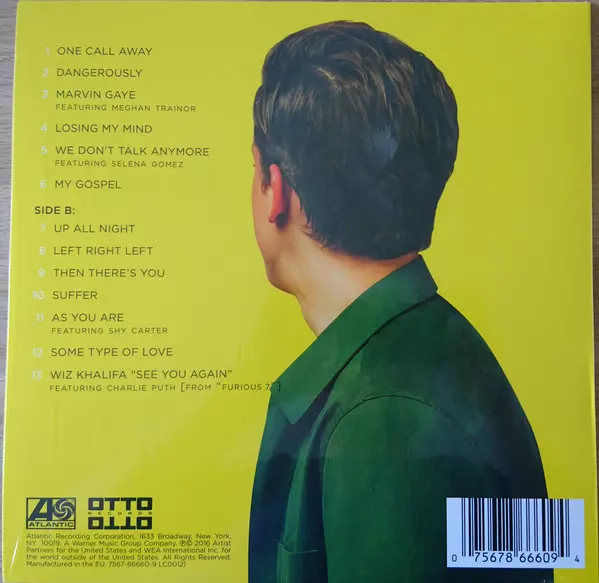 1 ONE CALL AWAY
2 DANGEROUSLY
3 MARVIN GAYE
FEATURING MEGHAN TRAINOR
4 LOSING MY MIND
5 WE DON'T TALK ANYMORE
FEATURING SELENA GOMEZ
6 MY GOSPEL
SIDE B:
7 UP ALL NIGHT
8 LEFT RIGHT LEFT
9 THEN THERE'S YOU
10 SUFFER
11 AS YOU ARE
FEATURING SHY CARTER
12 SOME TYPE OF LOVE
13 WIZ KHALIFA "SEE YOU AGAIN"
FEATURING CHARLIE PUTH [FROM "FURIOUS 7"]
ATLANTIC
OTTO
RECORDS
OTTO
Atlantic Recording Corporation, 1633 Broadway, New York,
NY 10019. A Warner Music Group Company. ℗© 2016 Artist
Partners for the United States and WEA International Inc. for
the world outside of the United States. All Rights Reserved.
Manufactured in the EU. 7567-86660-9 LC00121
0 75678 66609 4